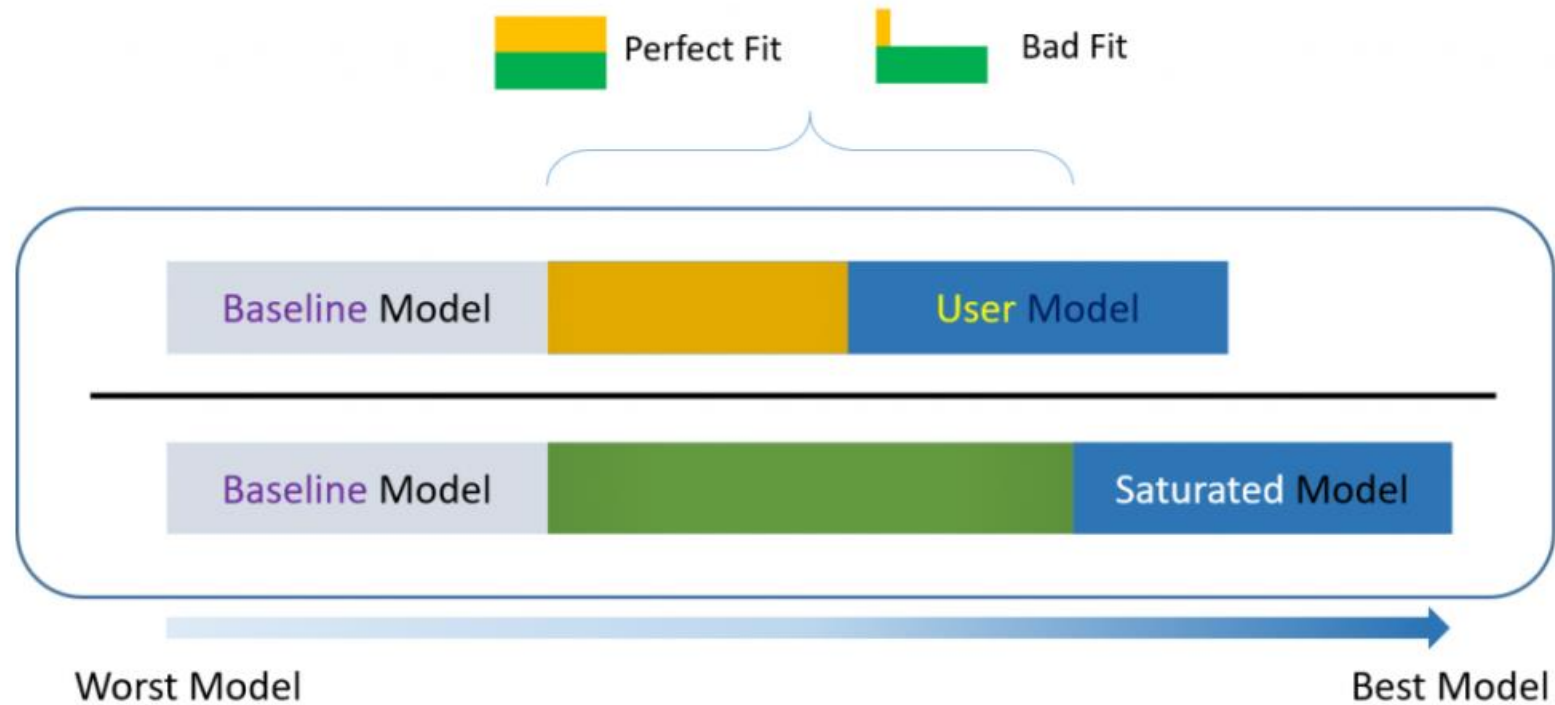 Perfect Fit
Bad Fit
Baseline Model
User Model
Baseline Model
Saturated Model
Worst Model
Best Model